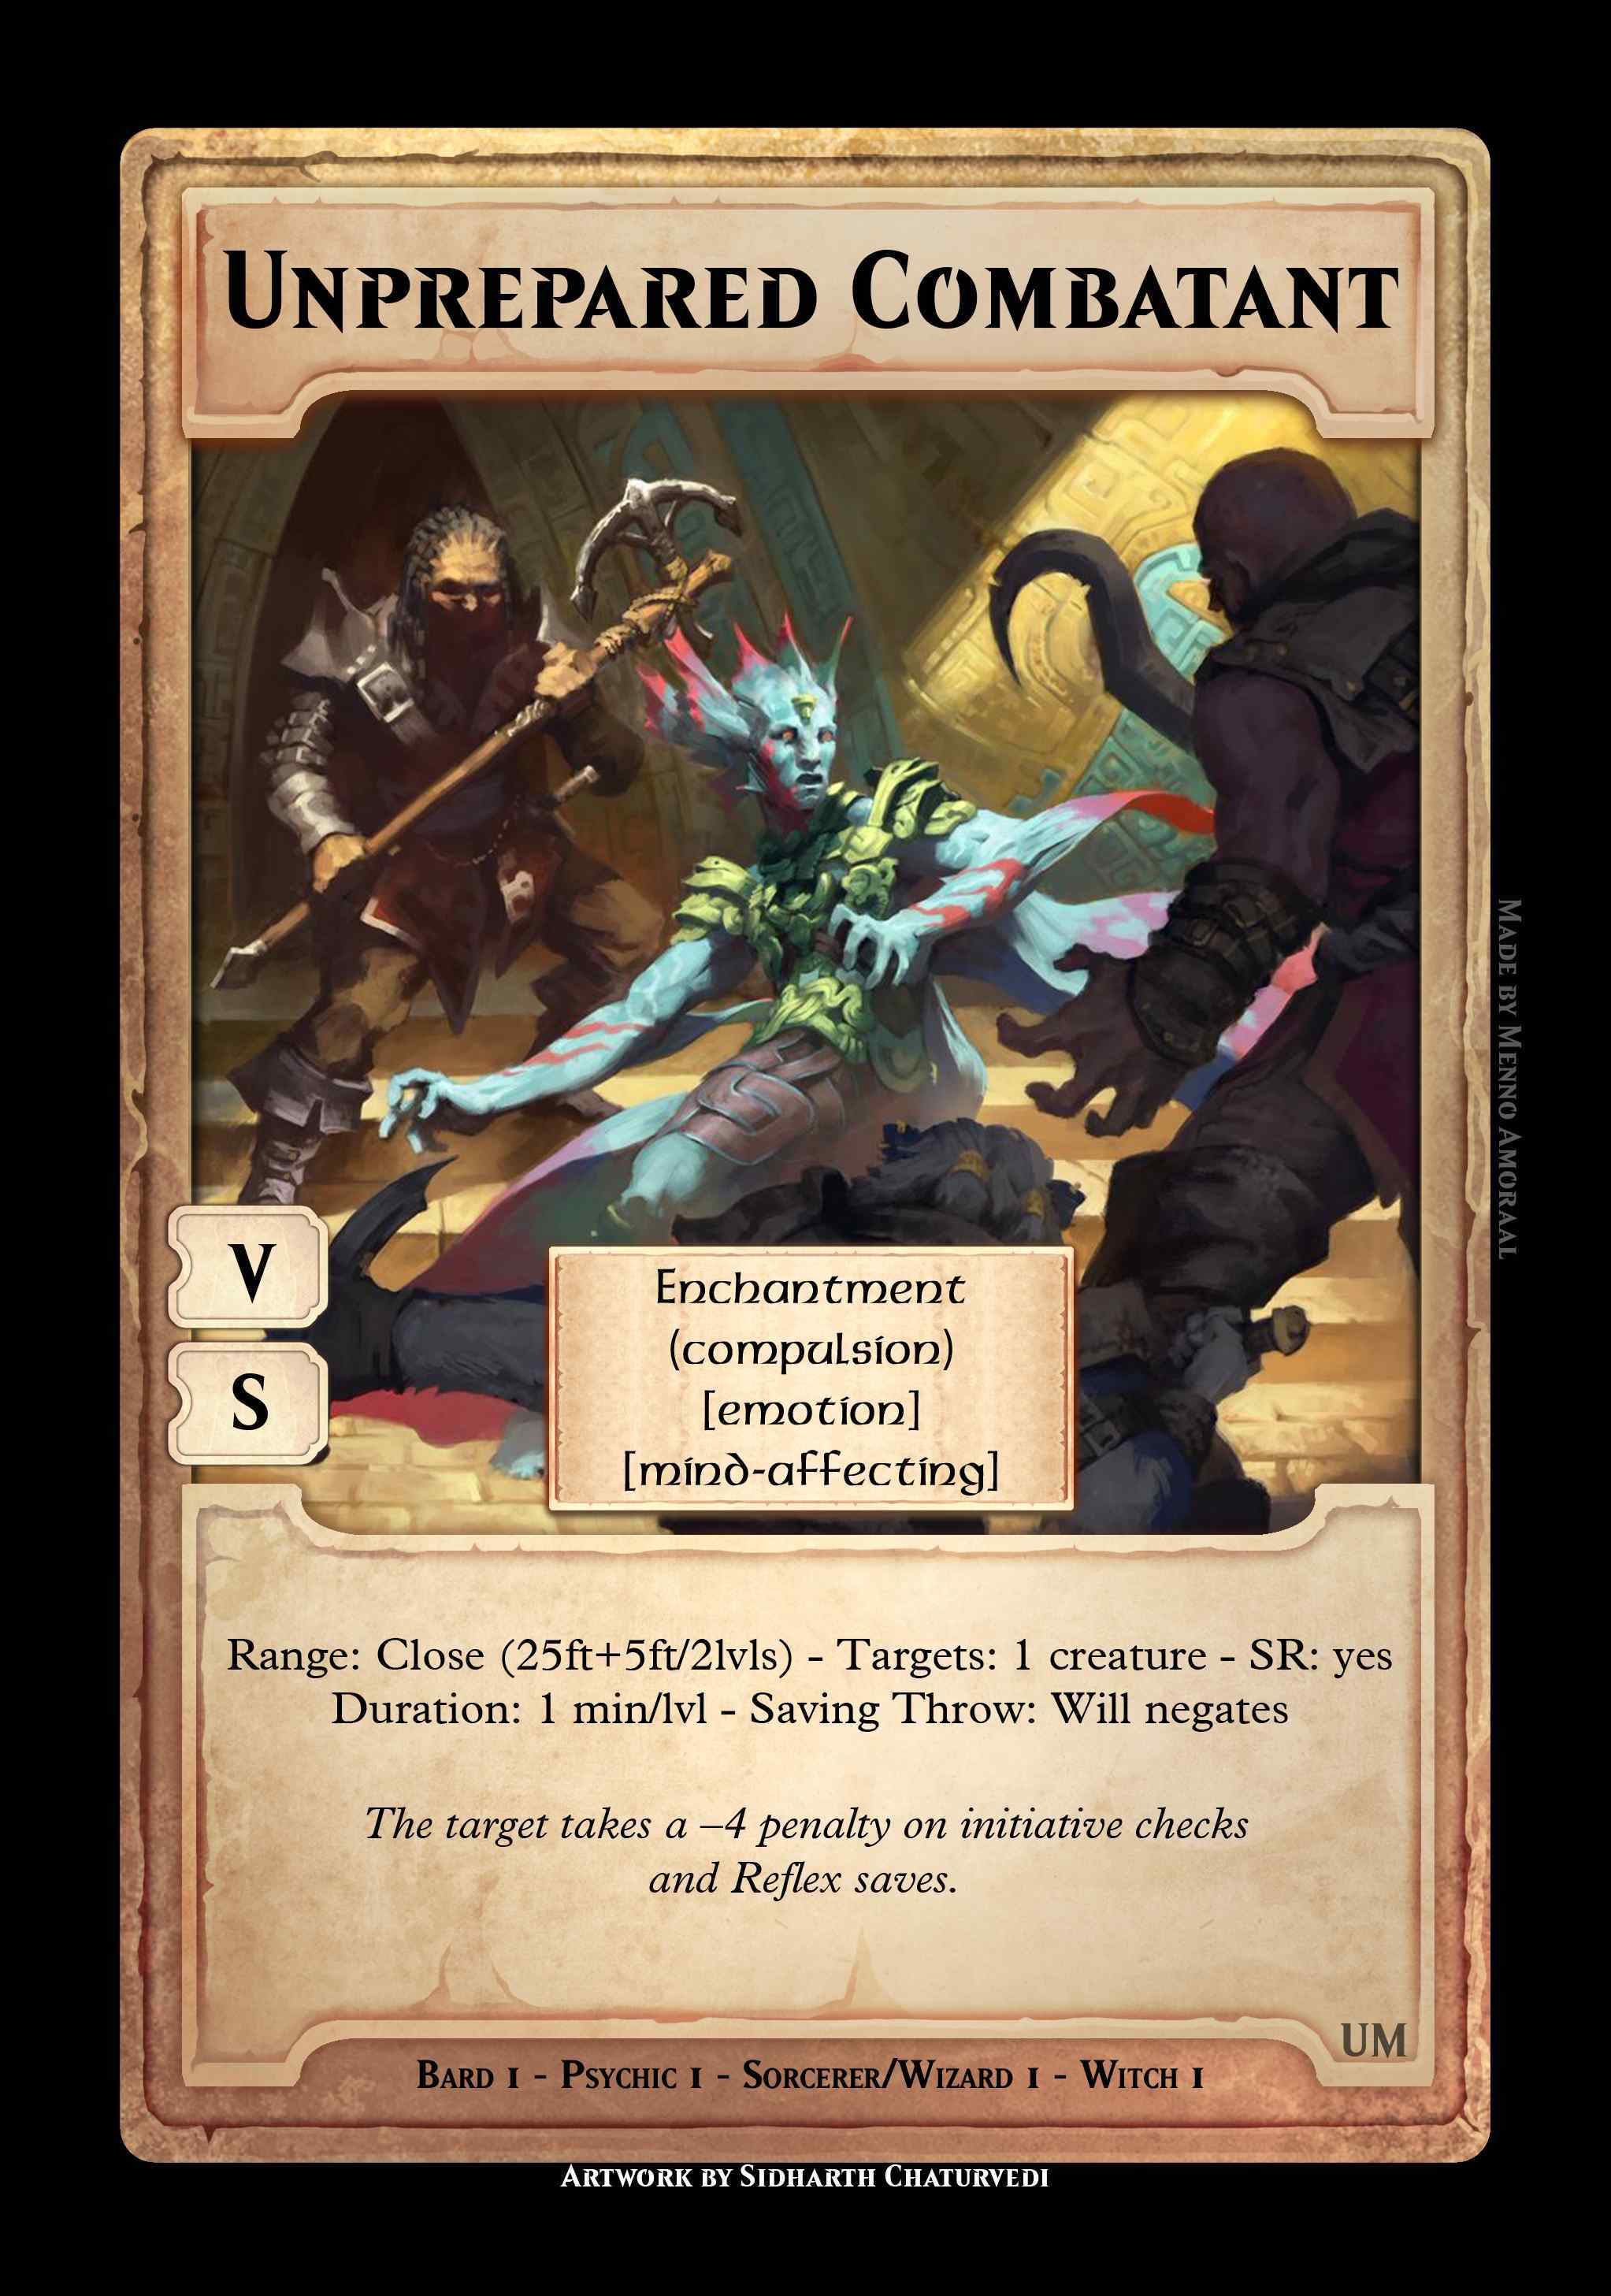 Unprepared Combatant
V
S
Enchantment
(compulsion)
[emotion]
[mind-affecting]
Range: Close (25ft+5ft/2lvls) - Targets: 1 creature - SR: yes
Duration: 1 min/lvl - Saving Throw: Will negates
The target takes a –4 penalty on initiative checks
and Reflex saves.
UM
Bard 1 - Psychic 1 - Sorcerer/Wizard 1 - Witch 1
Artwork by Sidharth Chaturvedi
Made by Menno Amoraal